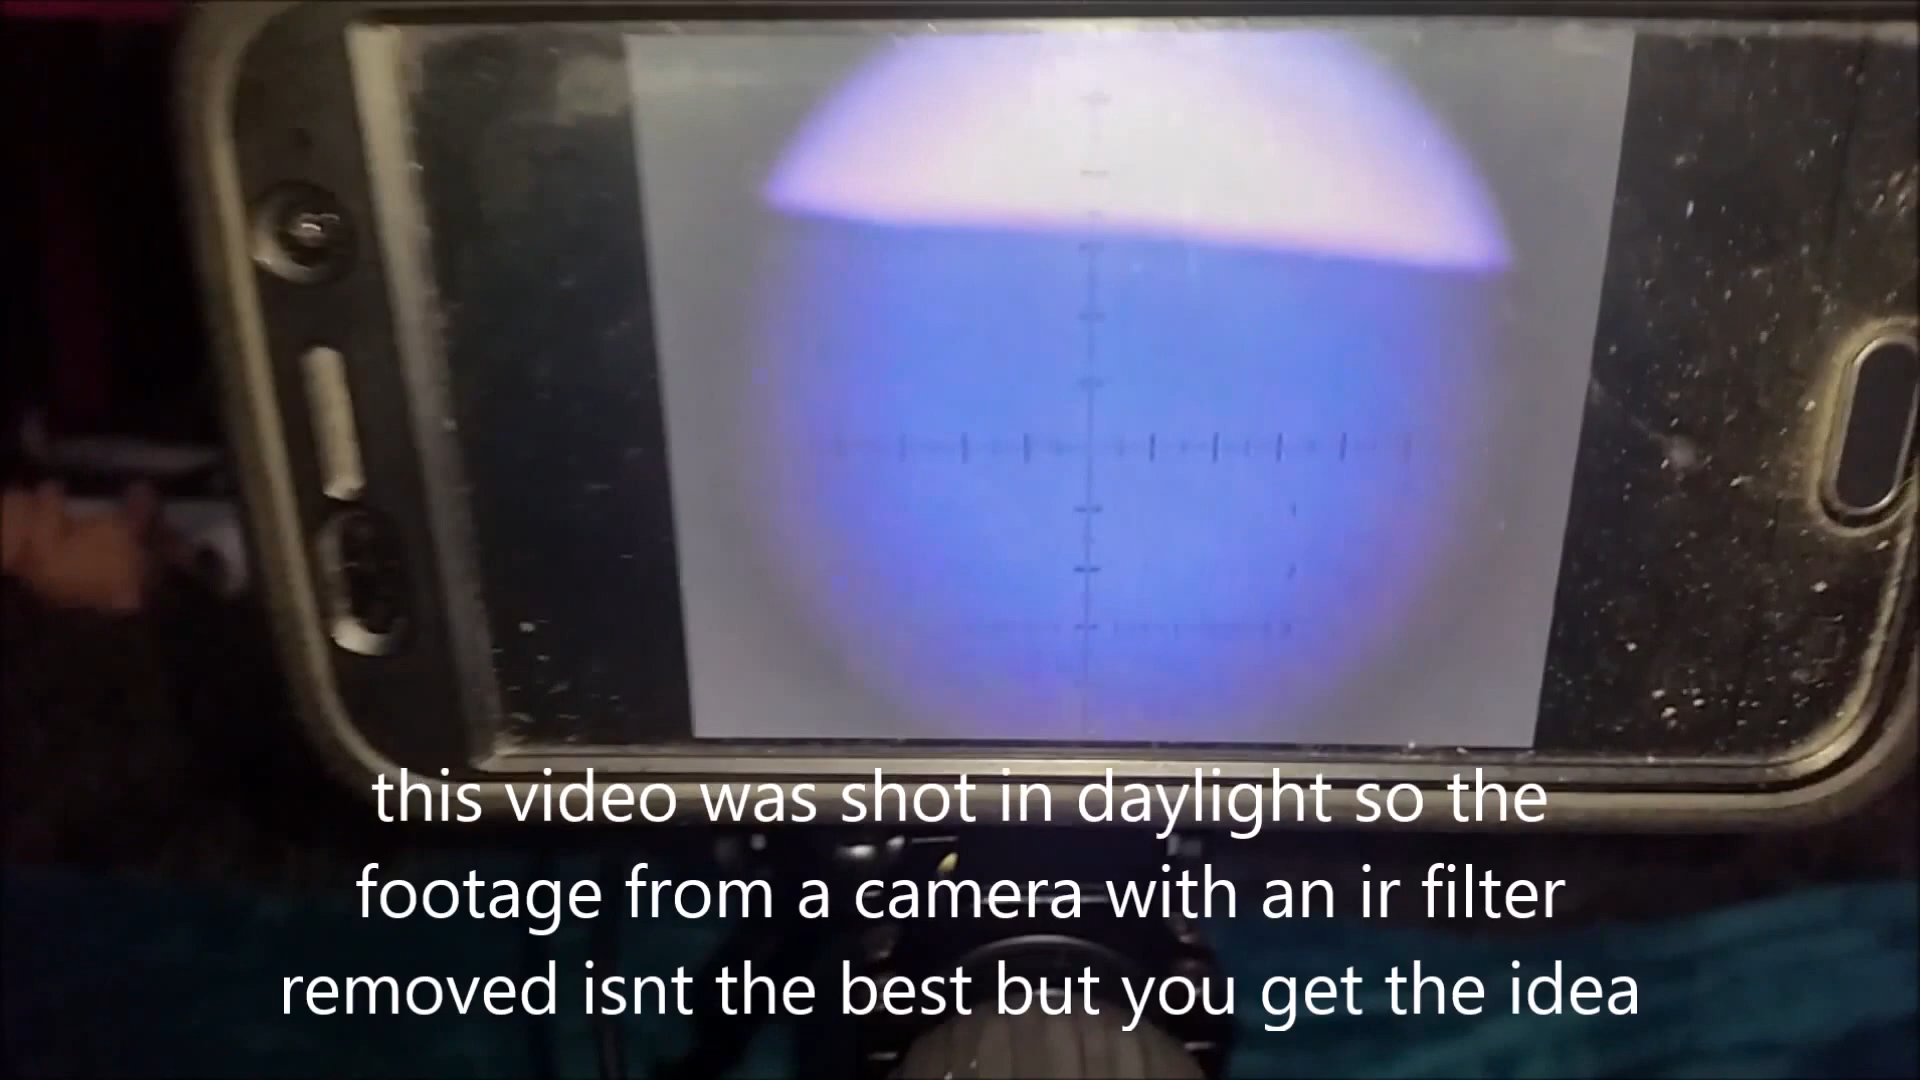 this video was shot in daylight so the
footage from a camera with an ir filter
removed isnt the best but you get the idea